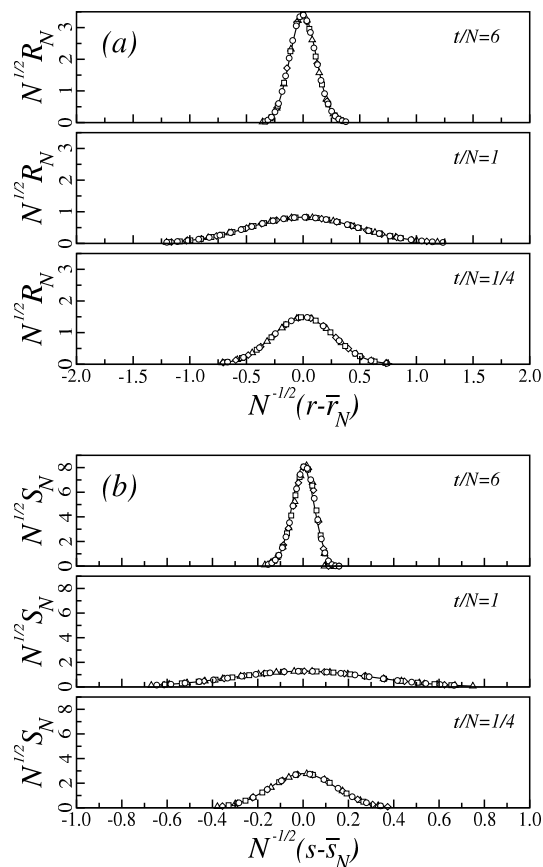 (a)
t/N=6
N^{1/2}R_N
3
2
1
0
t/N=1
N^{1/2}R_N
3
2
1
0
t/N=1/4
N^{1/2}R_N
3
2
1
0
-2.0 -1.5 -1.0 -0.5 0.0 0.5 1.0 1.5 2.0
N^{-1/2}(r-r̄_N)
(b)
t/N=6
N^{1/2}S_N
8
6
4
2
0
t/N=1
N^{1/2}S_N
8
6
4
2
0
t/N=1/4
N^{1/2}S_N
8
6
4
2
0
-1.0 -0.8 -0.6 -0.4 -0.2 0.0 0.2 0.4 0.6 0.8 1.0
N^{-1/2}(s-s̄_N)